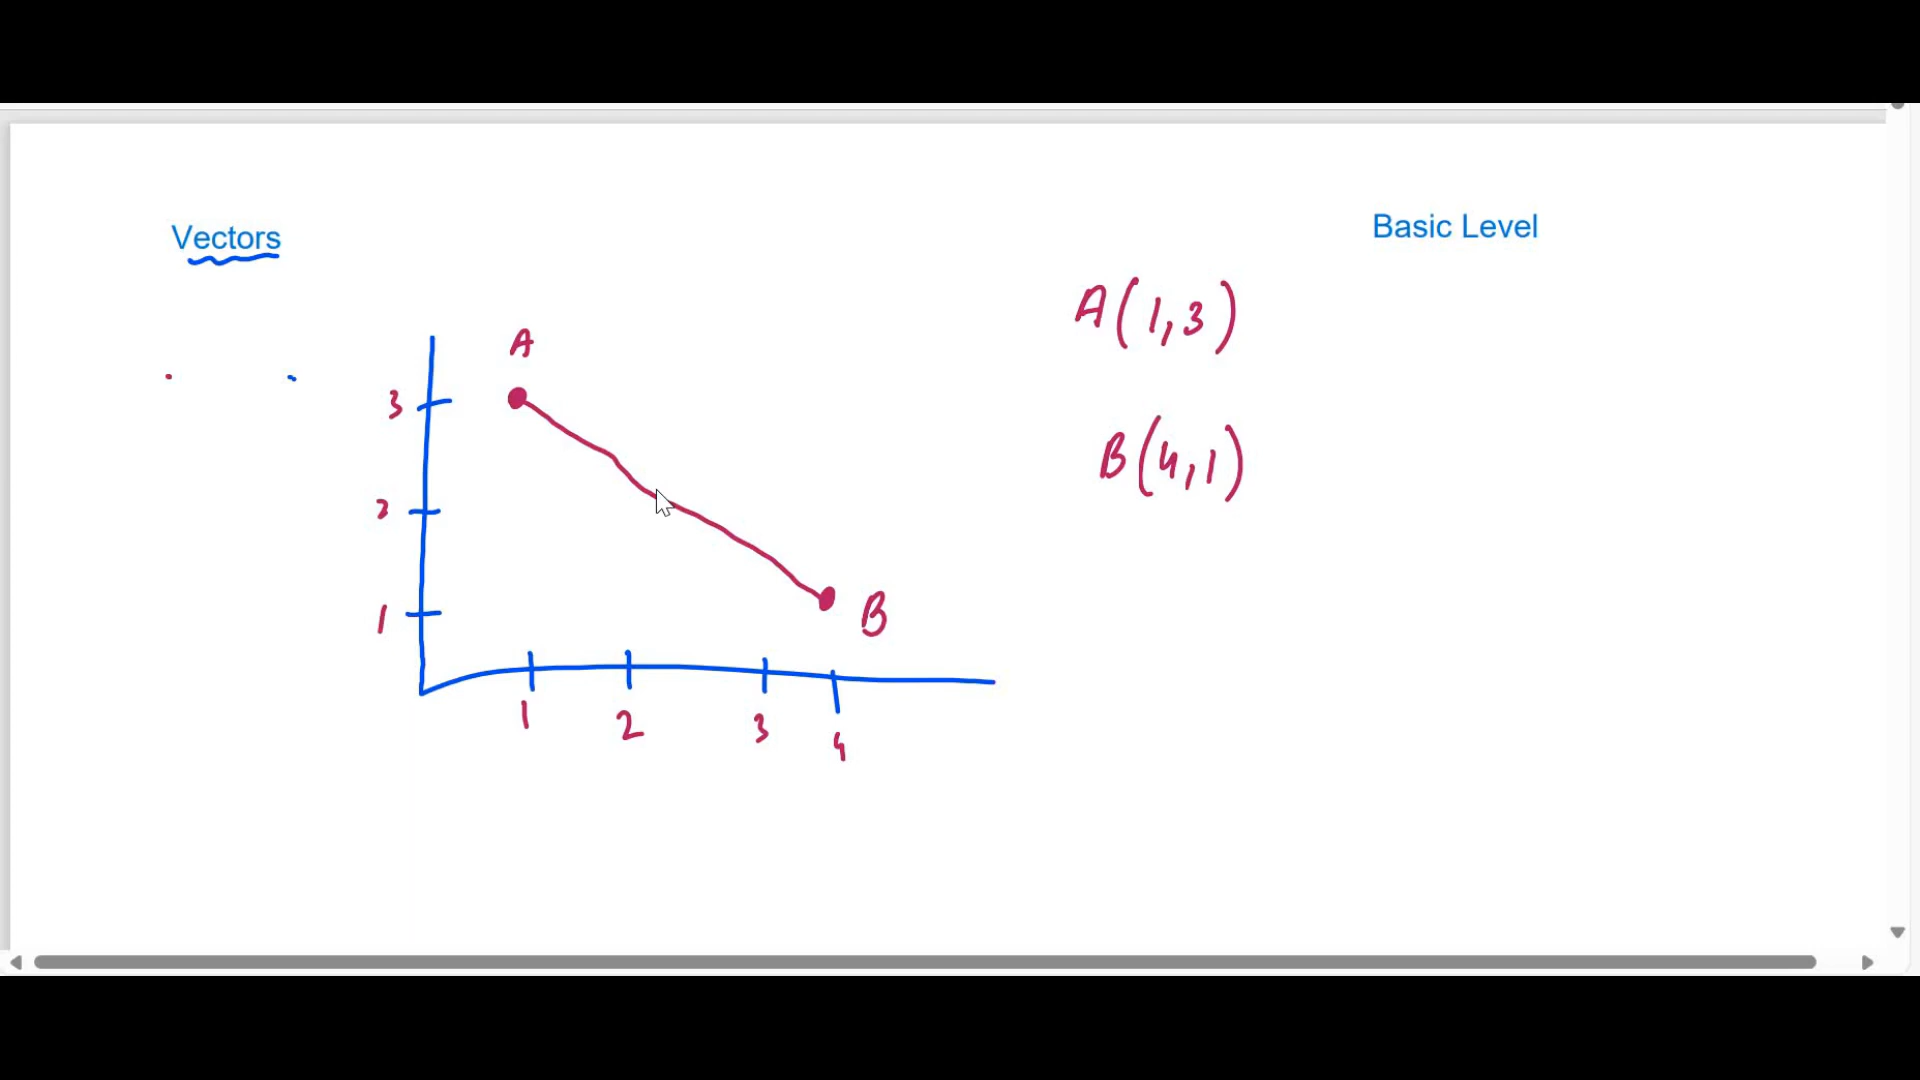 Vectors
Basic Level
A(1,3)
A
3
B(4,1)
2
1
B
1 2 3 4